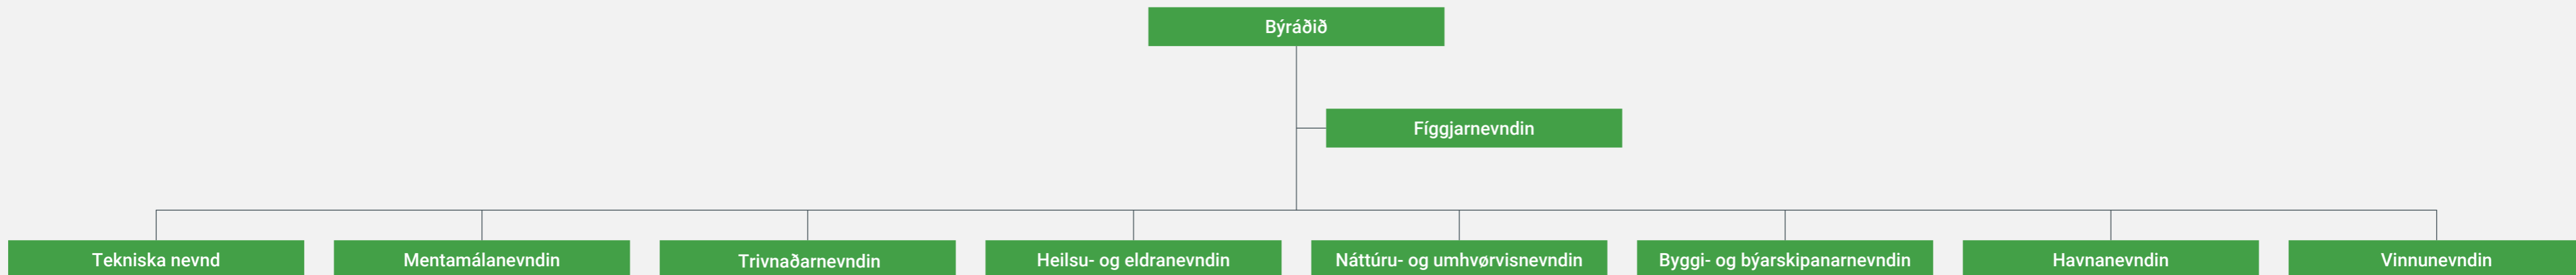 Býráðið
Fíggjarnevndin
Tekniska nevnd
Mentamálanevndin
Trivnaðarnevndin
Heilsu- og eldranevndin
Náttúru- og umhvørvisnevndin
Byggi- og býarskipanarnevndin
Havnanevndin
Vinnunevndin